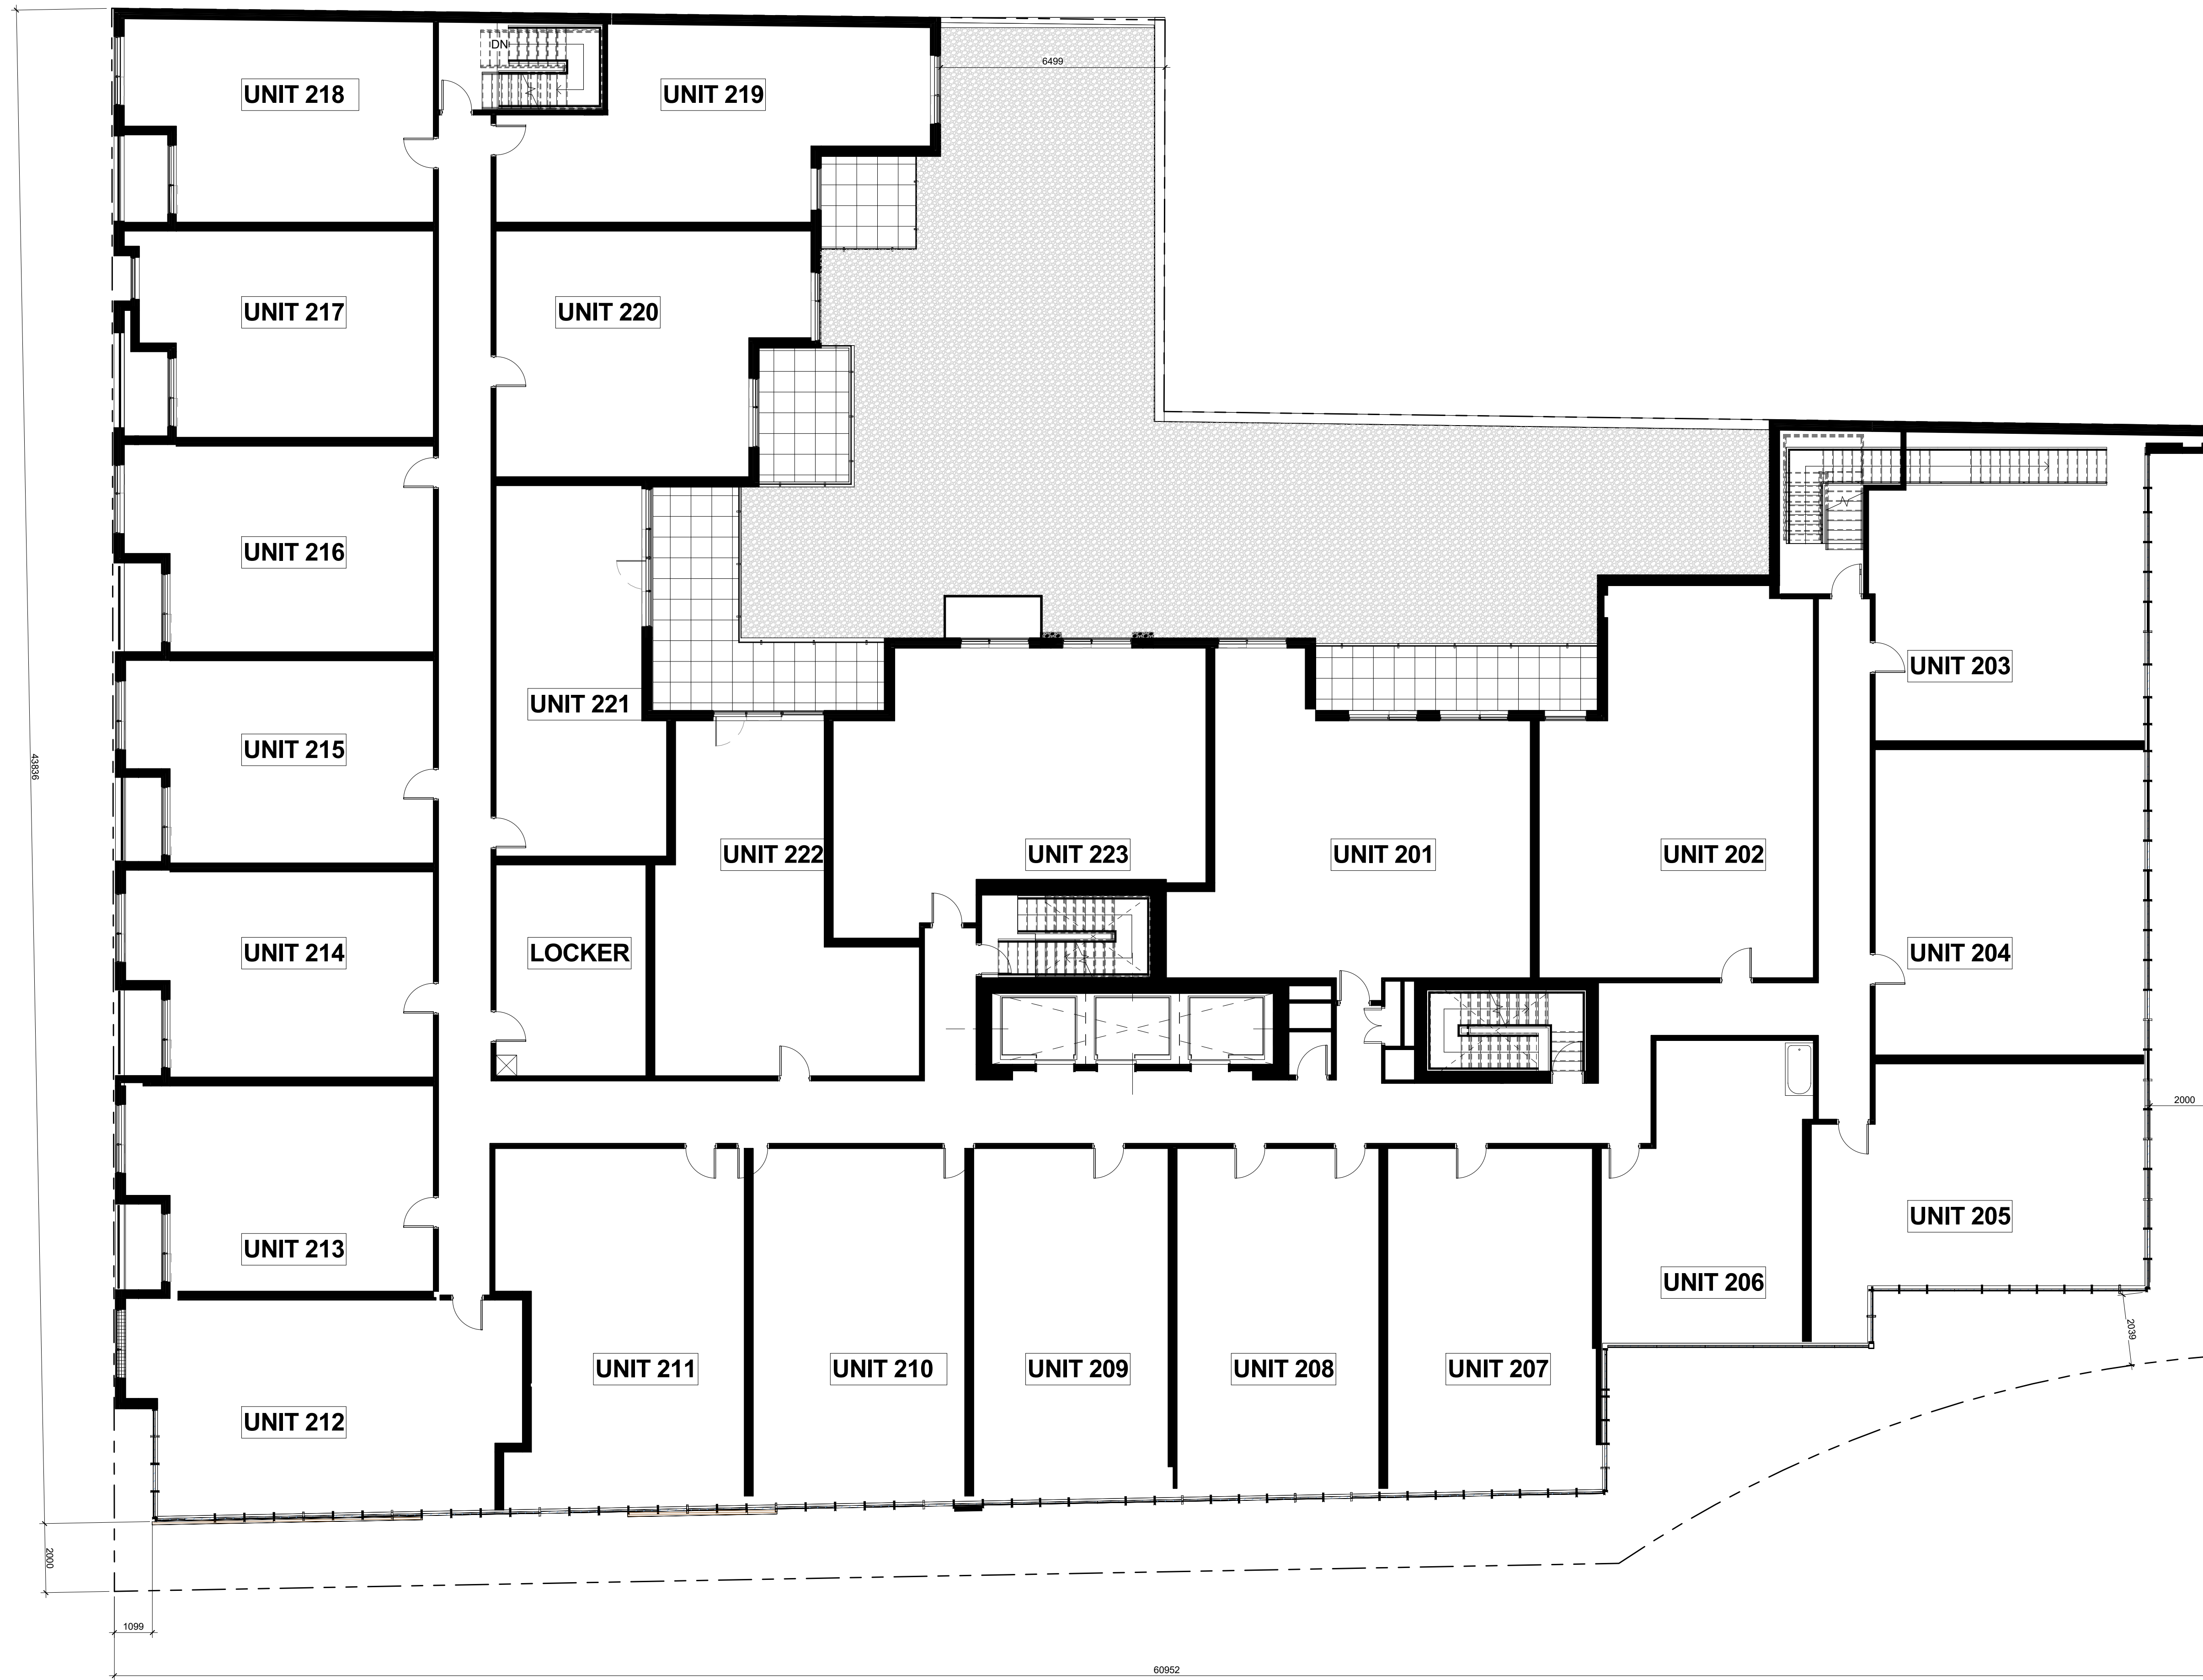 DN
6499
UNIT 218
UNIT 219
UNIT 217
UNIT 220
UNIT 216
UNIT 203
UNIT 221
43836
UNIT 215
UNIT 222
UNIT 223
UNIT 201
UNIT 202
UNIT 214
LOCKER
UNIT 204
2000
UNIT 205
UNIT 213
UNIT 206
2039
UNIT 211
UNIT 210
UNIT 209
UNIT 208
UNIT 207
UNIT 212
2000
1099
60952